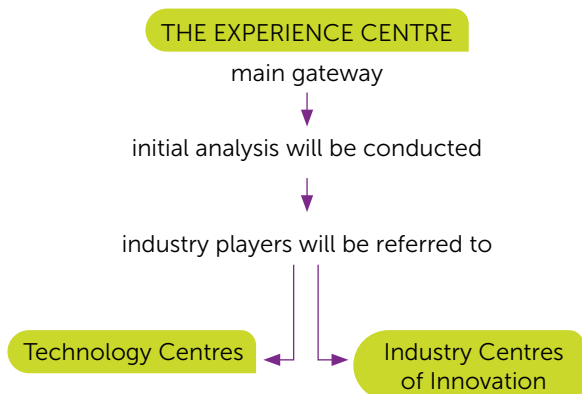 THE EXPERIENCE CENTRE
main gateway
initial analysis will be conducted
industry players will be referred to
Technology Centres
Industry Centres
of Innovation